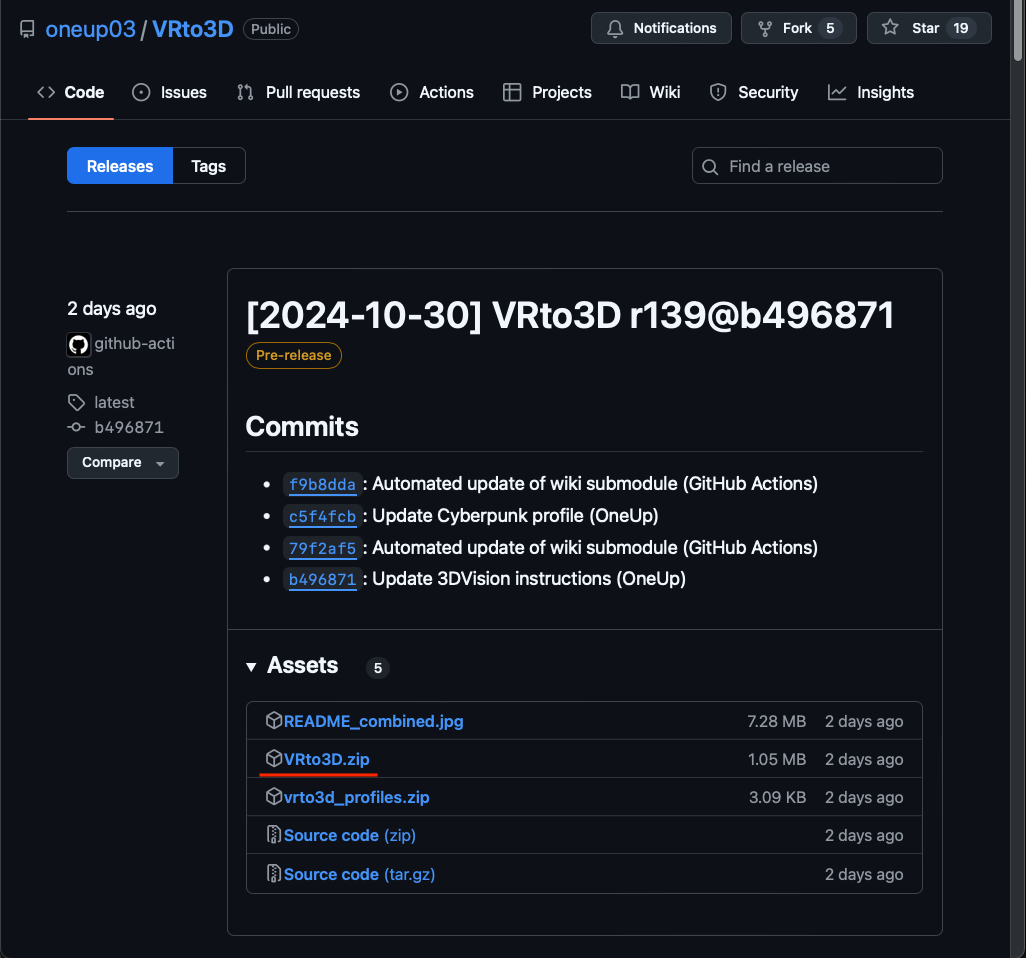 oneup03 / VRto3D Public
Notifications Fork 5 Star 19
Code Issues Pull requests Actions Projects Wiki Security Insights
Releases Tags Find a release
2 days ago
github-acti
ons
latest
b496871
Compare
[2024-10-30] VRto3D r139@b496871
Pre-release
Commits
f9b8dda: Automated update of wiki submodule (GitHub Actions)
c5f4fcb: Update Cyberpunk profile (OneUp)
79f2af5: Automated update of wiki submodule (GitHub Actions)
b496871: Update 3DVision instructions (OneUp)
Assets 5
README_combined.jpg 7.28 MB 2 days ago
VRto3D.zip 1.05 MB 2 days ago
vrto3d_profiles.zip 3.09 KB 2 days ago
Source code (zip) 2 days ago
Source code (tar.gz) 2 days ago